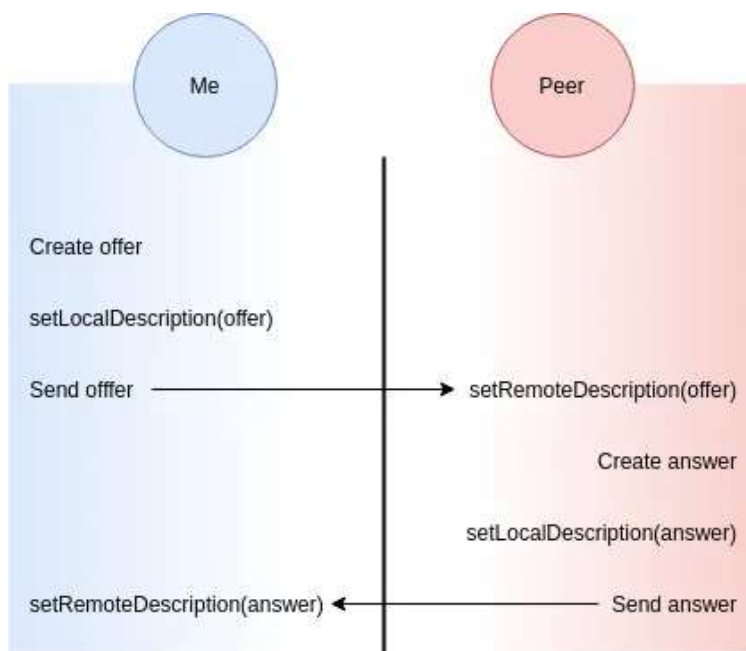 Me
Peer
Create offer
setLocalDescription(offer)
Send offfer
setRemoteDescription(offer)
Create answer
setLocalDescription(answer)
setRemoteDescription(answer)
Send answer